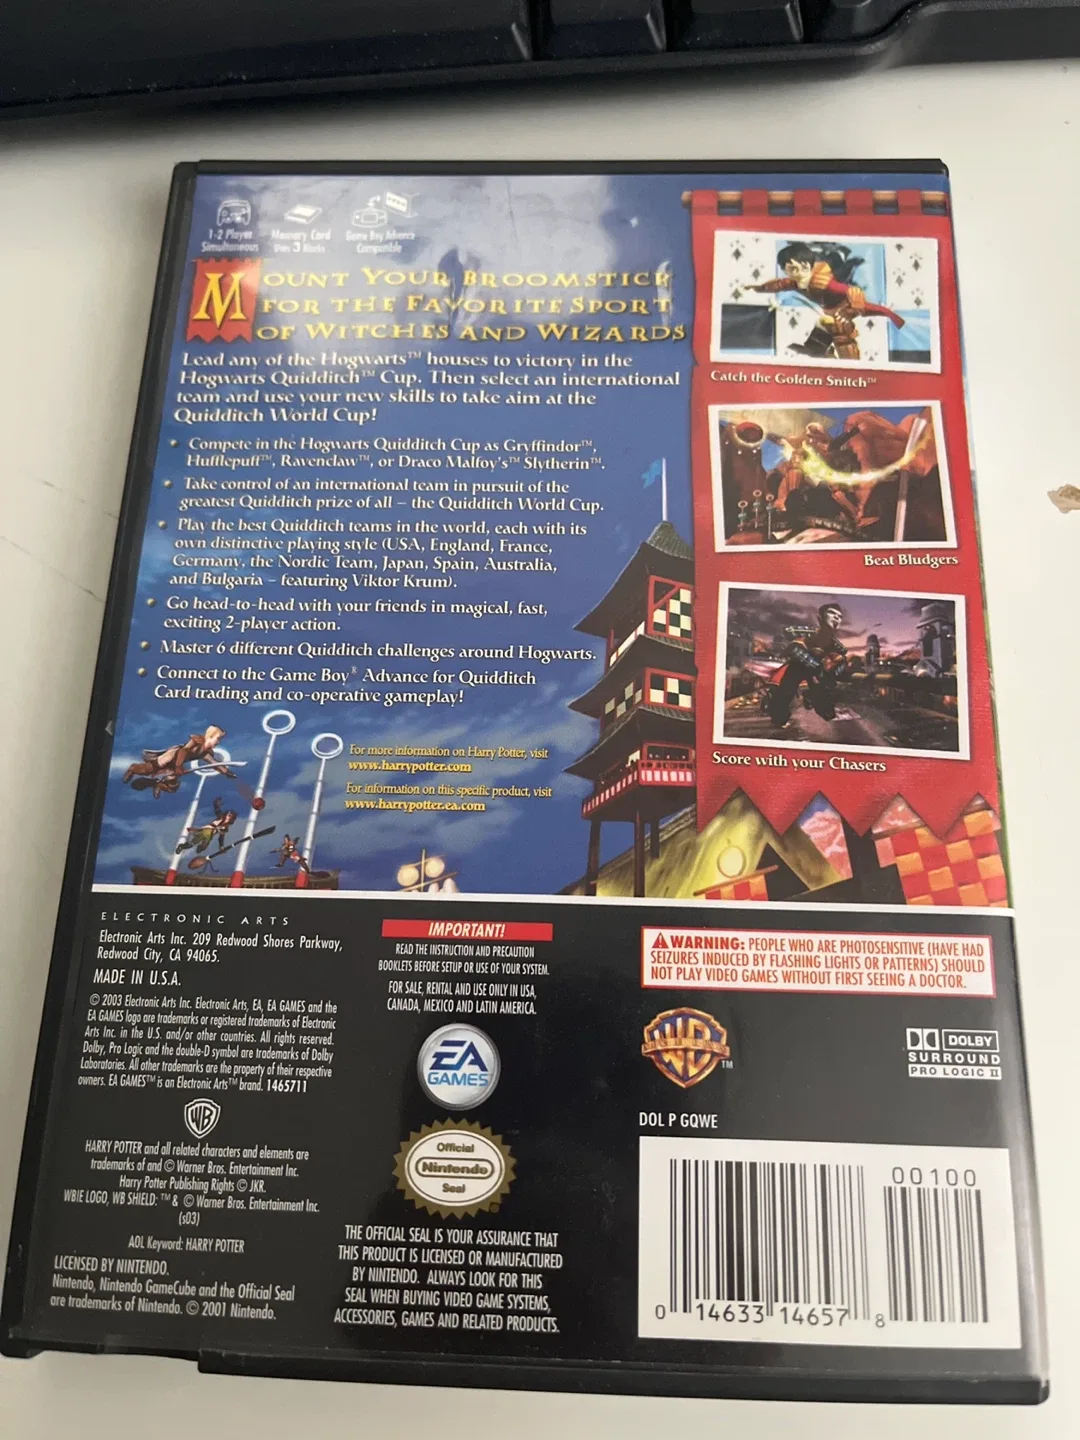 1-2 Player
Simultaneous
Memory Card
Uses 3 Blocks
Game Boy Advance
Compatible
MOUNT YOUR BROOMSTICK
FOR THE FAVORITE SPORT
OF WITCHES AND WIZARDS
Lead any of the Hogwarts™ houses to victory in the
Hogwarts Quidditch™ Cup. Then select an international
team and use your new skills to take aim at the
Quidditch World Cup!
• Compete in the Hogwarts Quidditch Cup as Gryffindor™,
Hufflepuff™, Ravenclaw™, or Draco Malfoy's™ Slytherin™.
• Take control of an international team in pursuit of the
greatest Quidditch prize of all – the Quidditch World Cup.
• Play the best Quidditch teams in the world, each with its
own distinctive playing style (USA, England, France,
Germany, the Nordic Team, Japan, Spain, Australia,
and Bulgaria – featuring Viktor Krum).
• Go head-to-head with your friends in magical, fast,
exciting 2-player action.
• Master 6 different Quidditch challenges around Hogwarts.
• Connect to the Game Boy® Advance for Quidditch
Card trading and co-operative gameplay!
For more information on Harry Potter, visit
www.harrypotter.com
For information on this specific product, visit
www.harrypotter.ea.com
Catch the Golden Snitch™
Beat Bludgers
Score with your Chasers
ELECTRONIC ARTS
Electronic Arts Inc. 209 Redwood Shores Parkway,
Redwood City, CA 94065.
MADE IN U.S.A.
© 2003 Electronic Arts Inc. Electronic Arts, EA, EA GAMES and the
EA GAMES logo are trademarks or registered trademarks of Electronic
Arts Inc. in the U.S. and/or other countries. All rights reserved.
Dolby, Pro Logic and the double-D symbol are trademarks of Dolby
Laboratories. All other trademarks are the property of their respective
owners. EA GAMES™ is an Electronic Arts™ brand. 1465711
WB
HARRY POTTER and all related characters and elements are
trademarks of and © Warner Bros. Entertainment Inc.
Harry Potter Publishing Rights © JKR.
WBIE LOGO, WB SHIELD: ™ & © Warner Bros. Entertainment Inc.
(s03)
AOL Keyword: HARRY POTTER
LICENSED BY NINTENDO.
Nintendo, Nintendo GameCube and the Official Seal
are trademarks of Nintendo. © 2001 Nintendo.
IMPORTANT!
READ THE INSTRUCTION AND PRECAUTION
BOOKLETS BEFORE SETUP OR USE OF YOUR SYSTEM.
FOR SALE, RENTAL AND USE ONLY IN USA,
CANADA, MEXICO AND LATIN AMERICA.
EA
GAMES™
Official
Nintendo
Seal
THE OFFICIAL SEAL IS YOUR ASSURANCE THAT
THIS PRODUCT IS LICENSED OR MANUFACTURED
BY NINTENDO. ALWAYS LOOK FOR THIS
SEAL WHEN BUYING VIDEO GAME SYSTEMS,
ACCESSORIES, GAMES AND RELATED PRODUCTS.
WARNING: PEOPLE WHO ARE PHOTOSENSITIVE (HAVE HAD
SEIZURES INDUCED BY FLASHING LIGHTS OR PATTERNS) SHOULD
NOT PLAY VIDEO GAMES WITHOUT FIRST SEEING A DOCTOR.
WB
TM
DOLBY
SURROUND
PRO LOGIC II
DOL P GQWE
00100
0 14633 14657 8